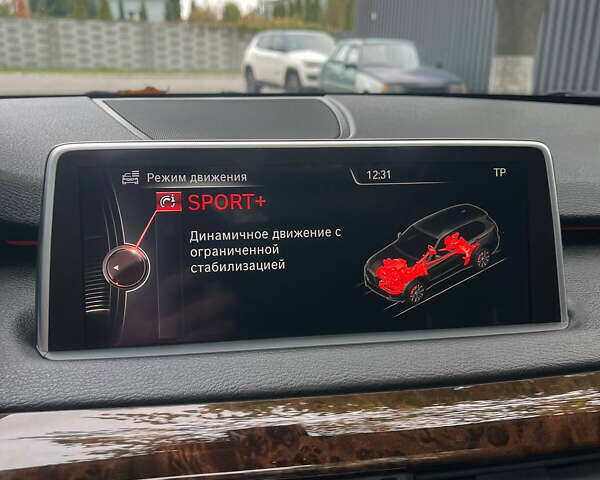 Режим движения
12:31
TP
SPORT+
Динамичное движение с
ограниченной
стабилизацией